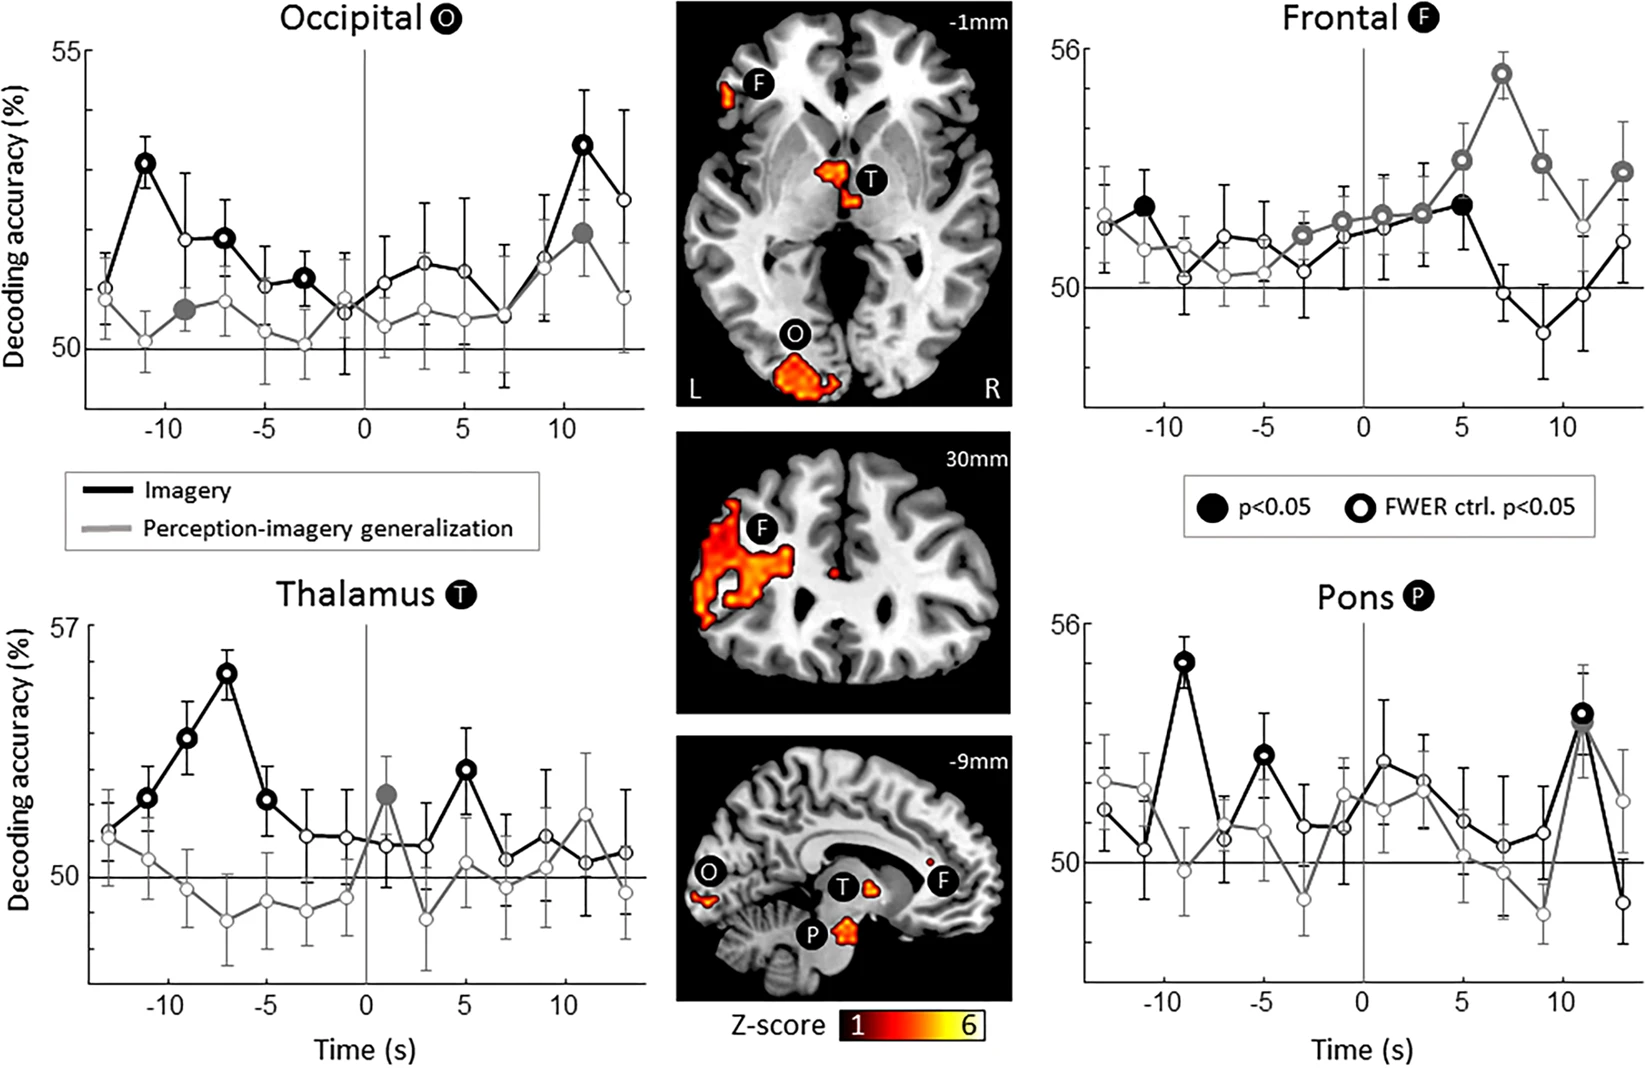 Occipital O
55
50
Decoding accuracy (%)
-10 -5 0 5 10
Imagery
Perception-imagery generalization
Thalamus T
57
50
Decoding accuracy (%)
-10 -5 0 5 10
Time (s)
-1mm
F
T
O
L R
30mm
F
-9mm
O
T
F
P
Z-score 1 6
Frontal F
56
50
-10 -5 0 5 10
p<0.05 FWER ctrl. p<0.05
Pons P
56
50
-10 -5 0 5 10
Time (s)